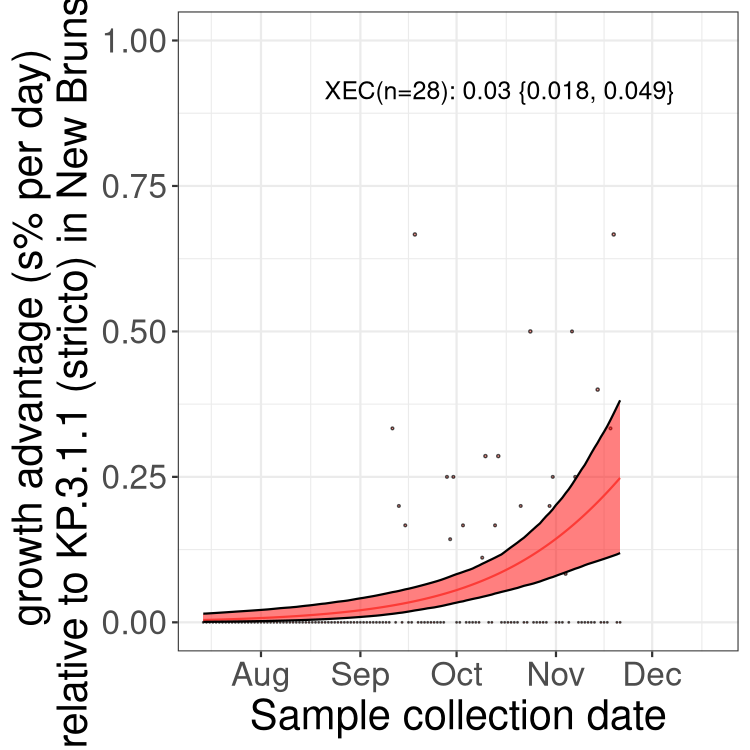 growth advantage (s% per day)
relative to KP.3.1.1 (stricto) in New Bruns
1.00
0.75
0.50
0.25
0.00
XEC(n=28): 0.03 {0.018, 0.049}
Aug Sep Oct Nov Dec
Sample collection date